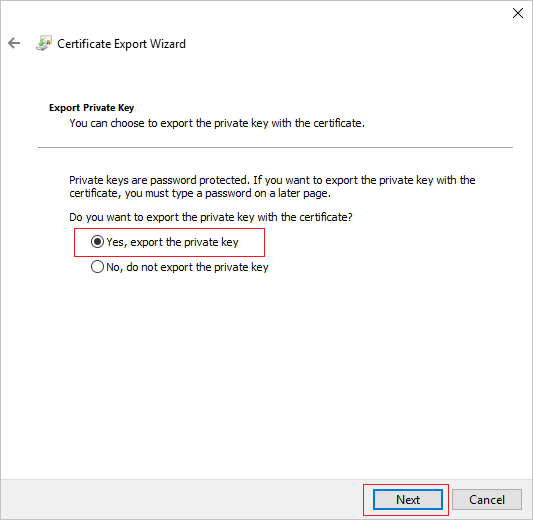 Certificate Export Wizard
Export Private Key
You can choose to export the private key with the certificate.
Private keys are password protected. If you want to export the private key with the
certificate, you must type a password on a later page.
Do you want to export the private key with the certificate?
Yes, export the private key
No, do not export the private key
Next
Cancel